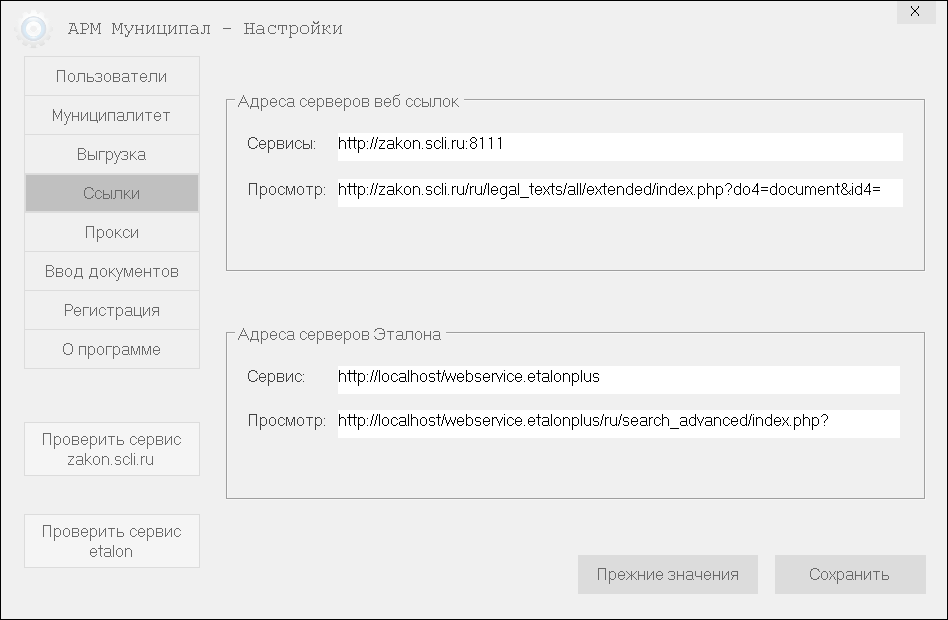 X
АРМ Муниципал - Настройки
Пользователи
Муниципалитет
Выгрузка
Ссылки
Прокси
Ввод документов
Регистрация
О программе
Проверить сервис
zakon.scli.ru
Проверить сервис
etalon
Адреса серверов веб ссылок
Сервисы: http://zakon.scli.ru:8111
Просмотр: http://zakon.scli.ru/ru/legal_texts/all/extended/index.php?do4=document&id4=
Адреса серверов Эталона
Сервис: http://localhost/webservice.etalonplus
Просмотр: http://localhost/webservice.etalonplus/ru/search_advanced/index.php?
Прежние значения
Сохранить